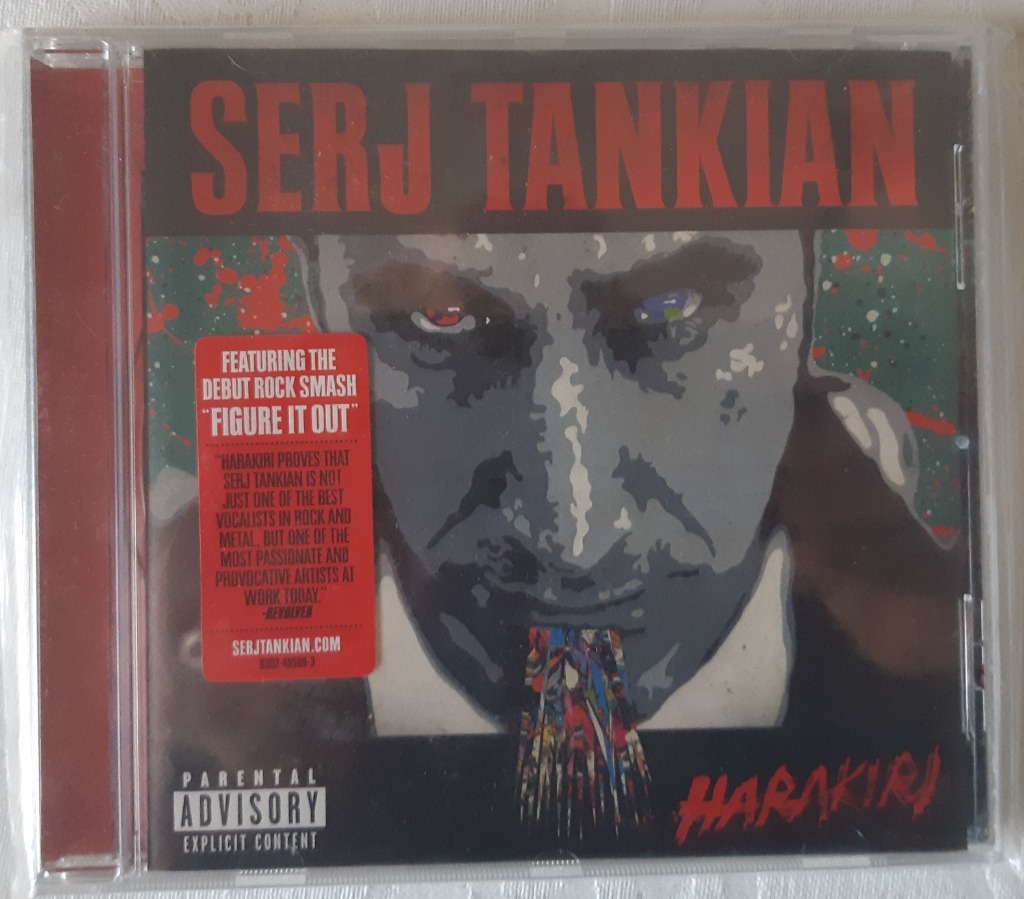 SERJ TANKIAN
FEATURING THE
DEBUT ROCK SMASH
"FIGURE IT OUT"
"HARAKIRI PROVES THAT
SERJ TANKIAN IS NOT
JUST ONE OF THE BEST
VOCALISTS IN ROCK AND
METAL, BUT ONE OF THE
MOST PASSIONATE AND
PROVOCATIVE ARTISTS AT
WORK TODAY."
-REVOLVER
SERJTANKIAN.COM
PARENTAL
ADVISORY
EXPLICIT CONTENT
HARAKIRI